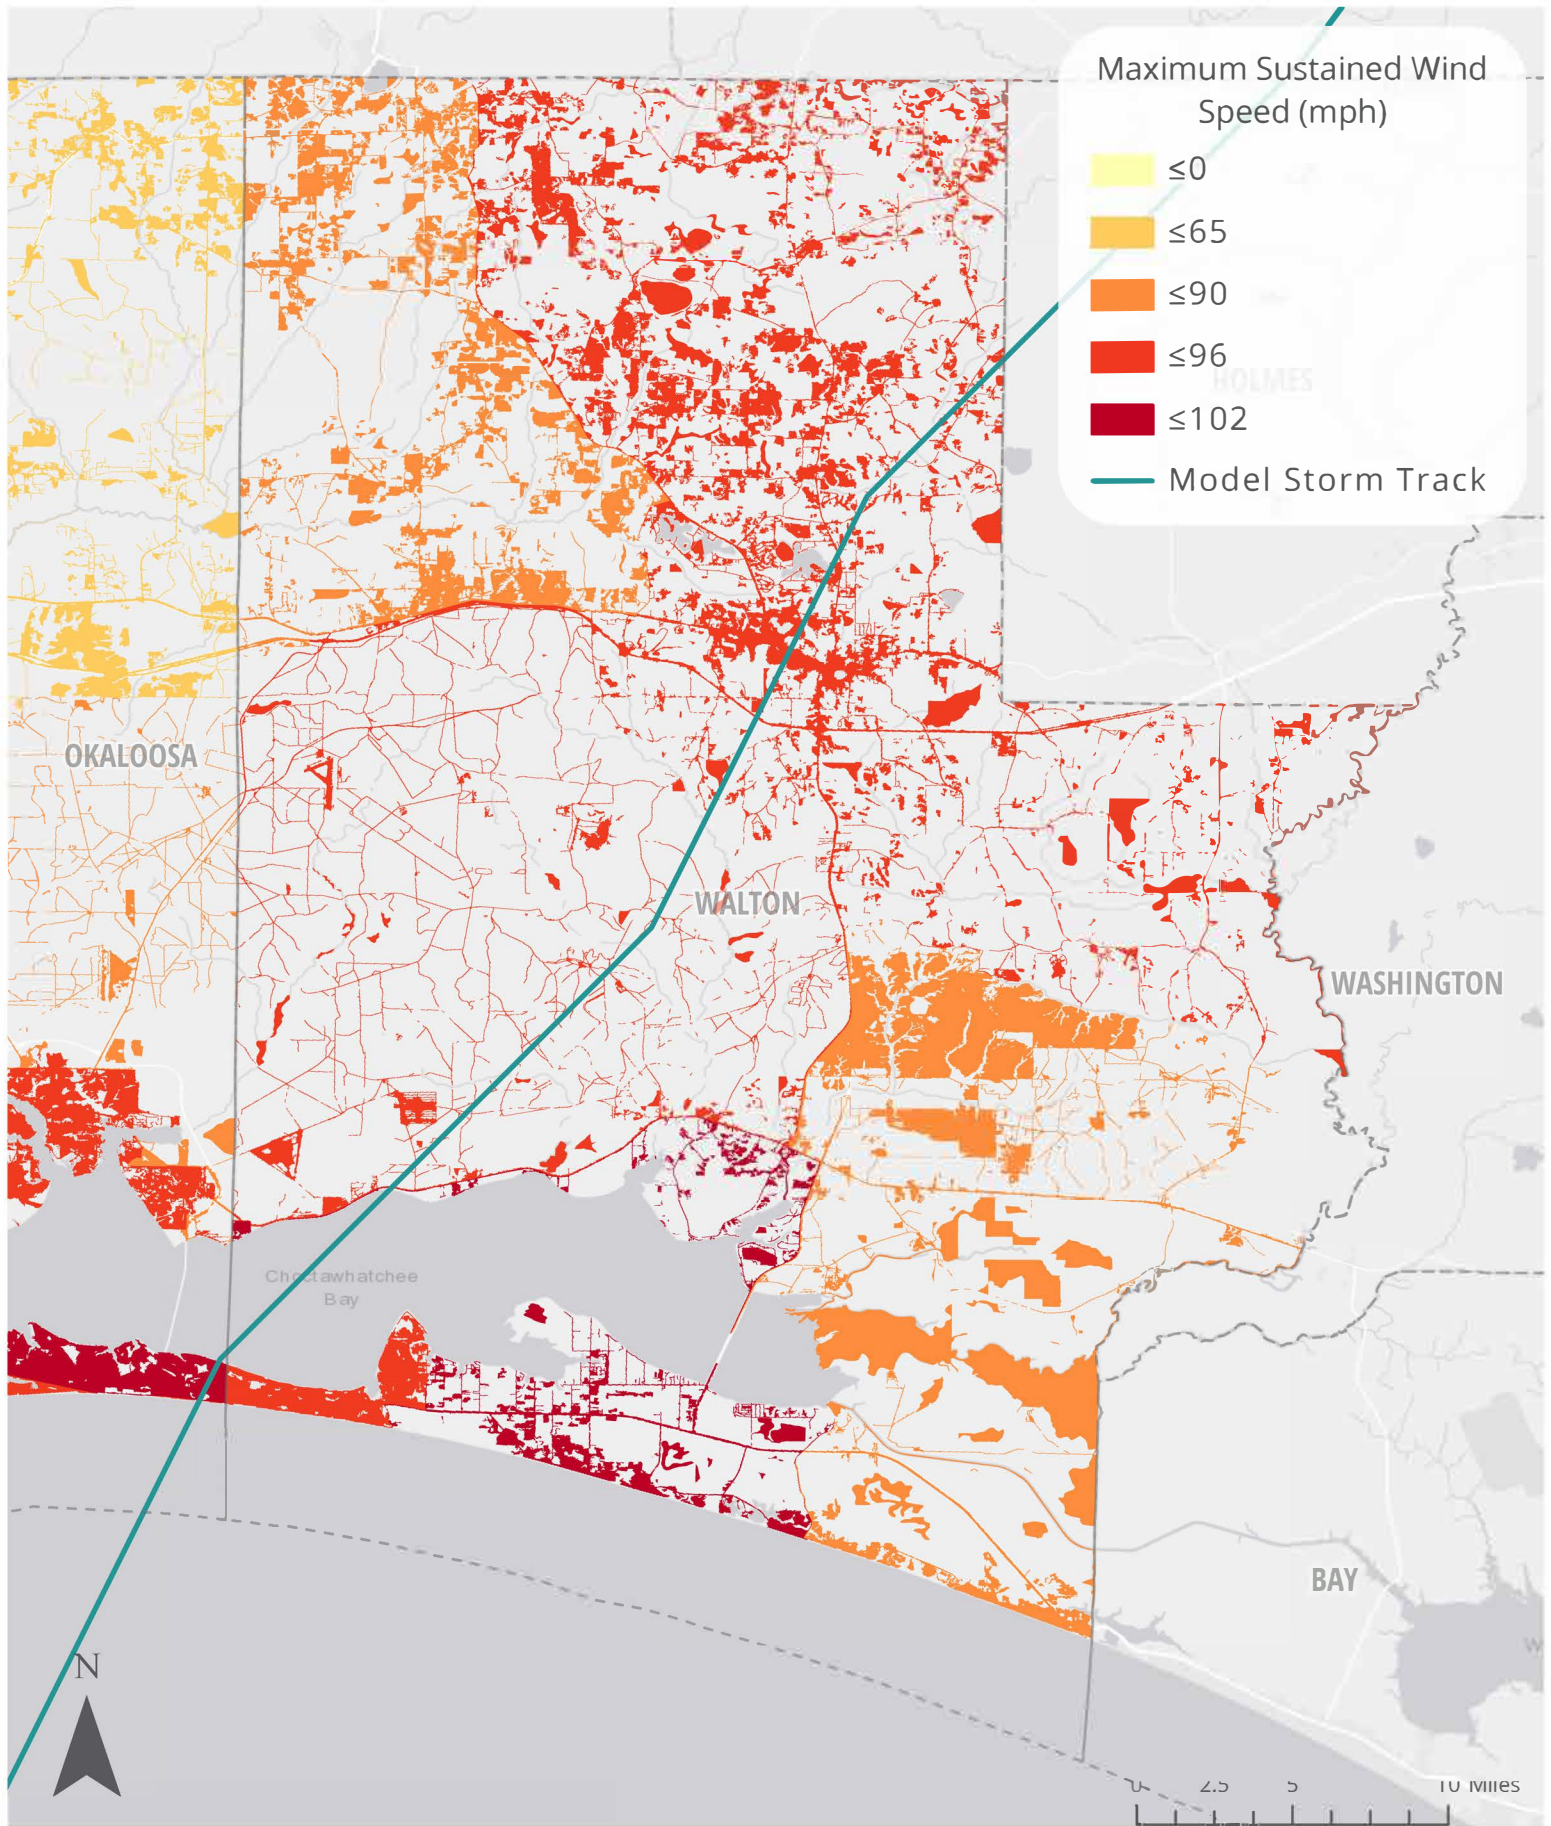 Maximum Sustained Wind
Speed (mph)
≤0
≤65
≤90
≤96
HOLMES
≤102
Model Storm Track
OKALOOSA
WALTON
WASHINGTON
Choctawhatchee
Bay
BAY
N
0 2.5 5 10 Miles